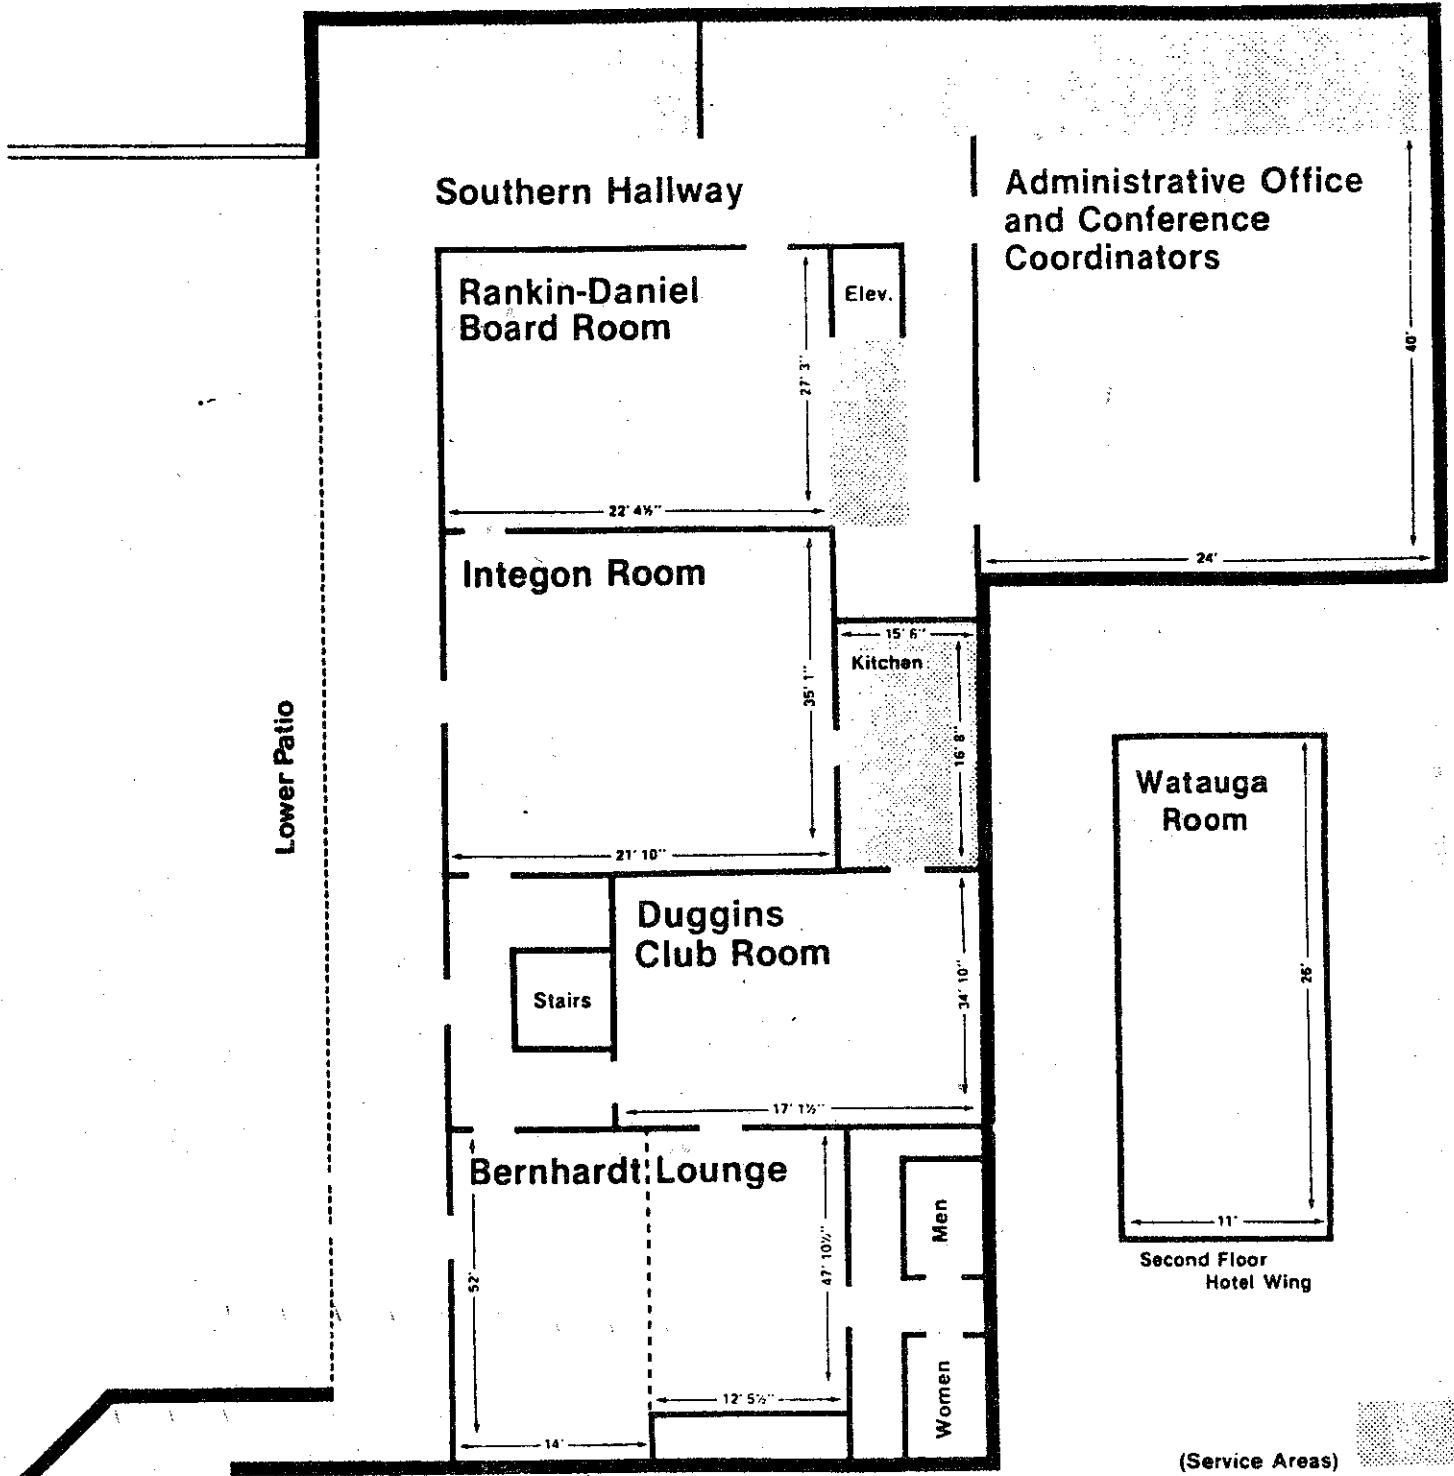 Southern Hallway
Administrative Office
and Conference
Coordinators
Rankin-Daniel
Board Room
Elev.
27' 3"
40'
22' 4½"
24'
Integon Room
15' 6"
Kitchen
35' 1"
16' 8"
21' 10"
Lower Patio
Watauga
Room
26'
11'
Second Floor
Hotel Wing
Duggins
Club Room
Stairs
34' 10"
17' 1½"
Bernhardt Lounge
Men
52'
47' 10½"
12' 5½"
14'
Women
(Service Areas)